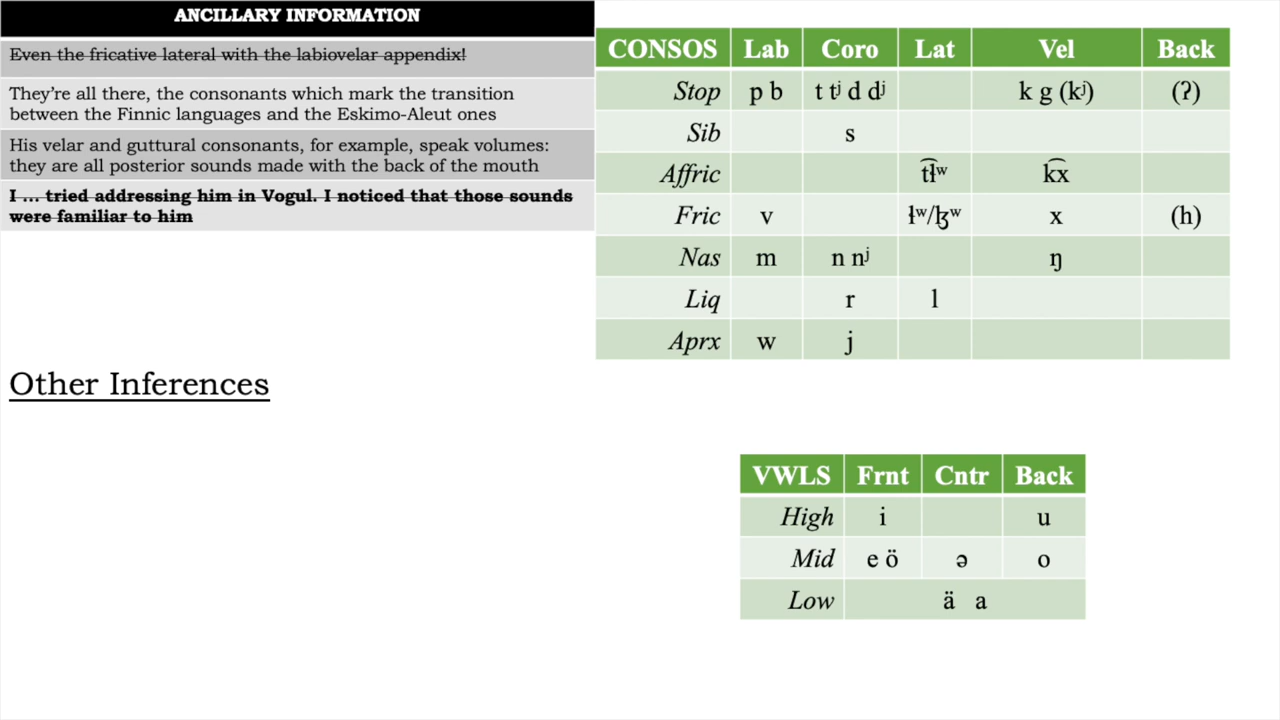 ANCILLARY INFORMATION
Even the fricative lateral with the labiovelar appendix!
They're all there, the consonants which mark the transition
between the Finnic languages and the Eskimo-Aleut ones
His velar and guttural consonants, for example, speak volumes:
they are all posterior sounds made with the back of the mouth
I ... tried addressing him in Vogul. I noticed that those sounds
were familiar to him
CONSOS Lab Coro Lat Vel Back
Stop p b t tʲ d dʲ k g (kʲ) (ʔ)
Sib s
Affric t͡ɬʷ k͡x
Fric v ɬʷ/ɮʷ x (h)
Nas m n nʲ ŋ
Liq r l
Aprx w j
Other Inferences
VWLS Frnt Cntr Back
High i u
Mid e ö ə o
Low ä a